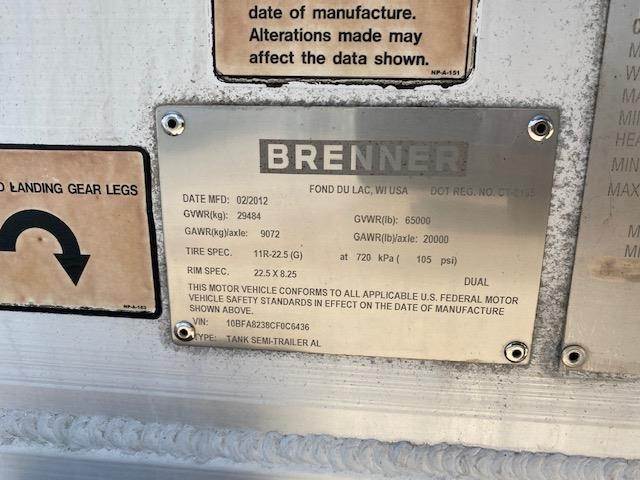 date of manufacture.
Alterations made may
affect the data shown.
NP-A-151
LANDING GEAR LEGS
NP-A-153
BRENNER
FOND DU LAC, WI USA DOT REG. NO.
DATE MFD: 02/2012
GVWR(kg): 29484 GVWR(lb): 65000
GAWR(kg)/axle: 9072 GAWR(lb)/axle: 20000
TIRE SPEC. 11R-22.5 (G) at 720 kPa ( 105 psi)
RIM SPEC. 22.5 X 8.25 DUAL
THIS MOTOR VEHICLE CONFORMS TO ALL APPLICABLE U.S. FEDERAL MOTOR
VEHICLE SAFETY STANDARDS IN EFFECT ON THE DATE OF MANUFACTURE
SHOWN ABOVE.
VIN: 10BFA8238CF0C6436
TYPE: TANK SEMI-TRAILER AL